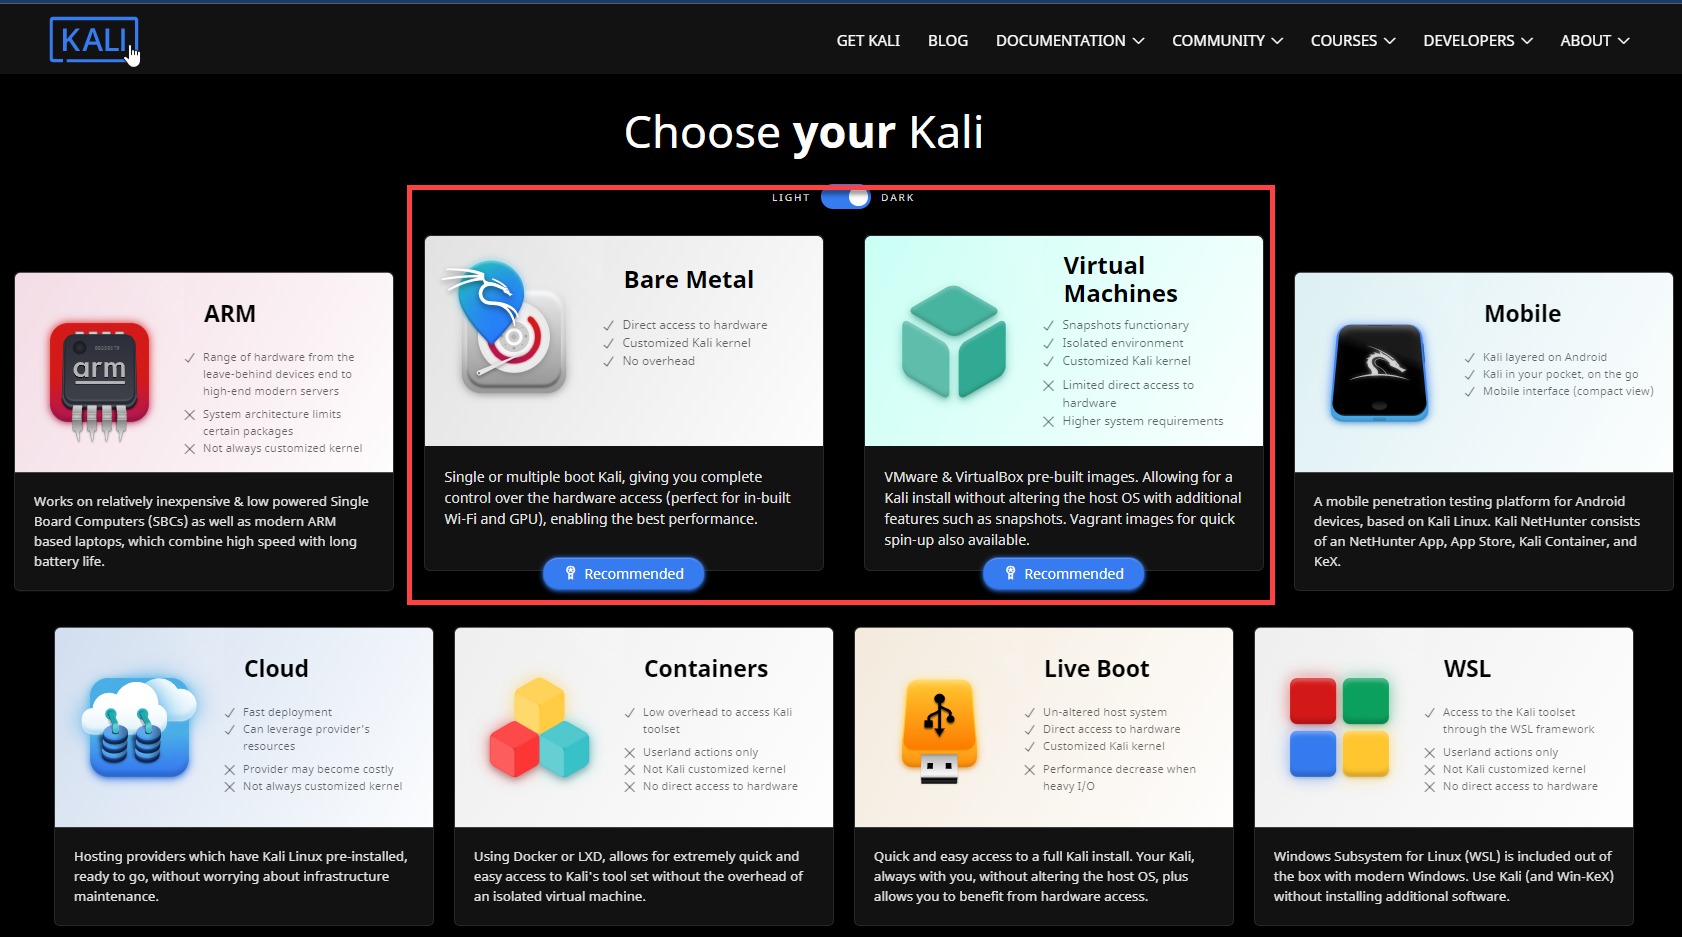 KALI
GET KALI
BLOG
DOCUMENTATION
COMMUNITY
COURSES
DEVELOPERS
ABOUT
Choose your Kali
LIGHT
DARK
ARM
arm
Range of hardware from the
leave-behind devices end to
high-end modern servers
System architecture limits
certain packages
Not always customized kernel
Works on relatively inexpensive & low powered Single
Board Computers (SBCs) as well as modern ARM
based laptops, which combine high speed with long
battery life.
Bare Metal
Direct access to hardware
Customized Kali kernel
No overhead
Single or multiple boot Kali, giving you complete
control over the hardware access (perfect for in-built
Wi-Fi and GPU), enabling the best performance.
Recommended
Virtual
Machines
Snapshots functionary
Isolated environment
Customized Kali kernel
Limited direct access to
hardware
Higher system requirements
VMware & VirtualBox pre-built images. Allowing for a
Kali install without altering the host OS with additional
features such as snapshots. Vagrant images for quick
spin-up also available.
Recommended
Mobile
Kali layered on Android
Kali in your pocket, on the go
Mobile interface (compact view)
A mobile penetration testing platform for Android
devices, based on Kali Linux. Kali NetHunter consists
of an NetHunter App, App Store, Kali Container, and
KeX.
Cloud
Fast deployment
Can leverage provider's
resources
Provider may become costly
Not always customized kernel
Hosting providers which have Kali Linux pre-installed,
ready to go, without worrying about infrastructure
maintenance.
Containers
Low overhead to access Kali
toolset
Userland actions only
Not Kali customized kernel
No direct access to hardware
Using Docker or LXD, allows for extremely quick and
easy access to Kali's tool set without the overhead of
an isolated virtual machine.
Live Boot
Un-altered host system
Direct access to hardware
Customized Kali kernel
Performance decrease when
heavy I/O
Quick and easy access to a full Kali install. Your Kali,
always with you, without altering the host OS, plus
allows you to benefit from hardware access.
WSL
Access to the Kali toolset
through the WSL framework
Userland actions only
Not Kali customized kernel
No direct access to hardware
Windows Subsystem for Linux (WSL) is included out of
the box with modern Windows. Use Kali (and Win-KeX)
without installing additional software.